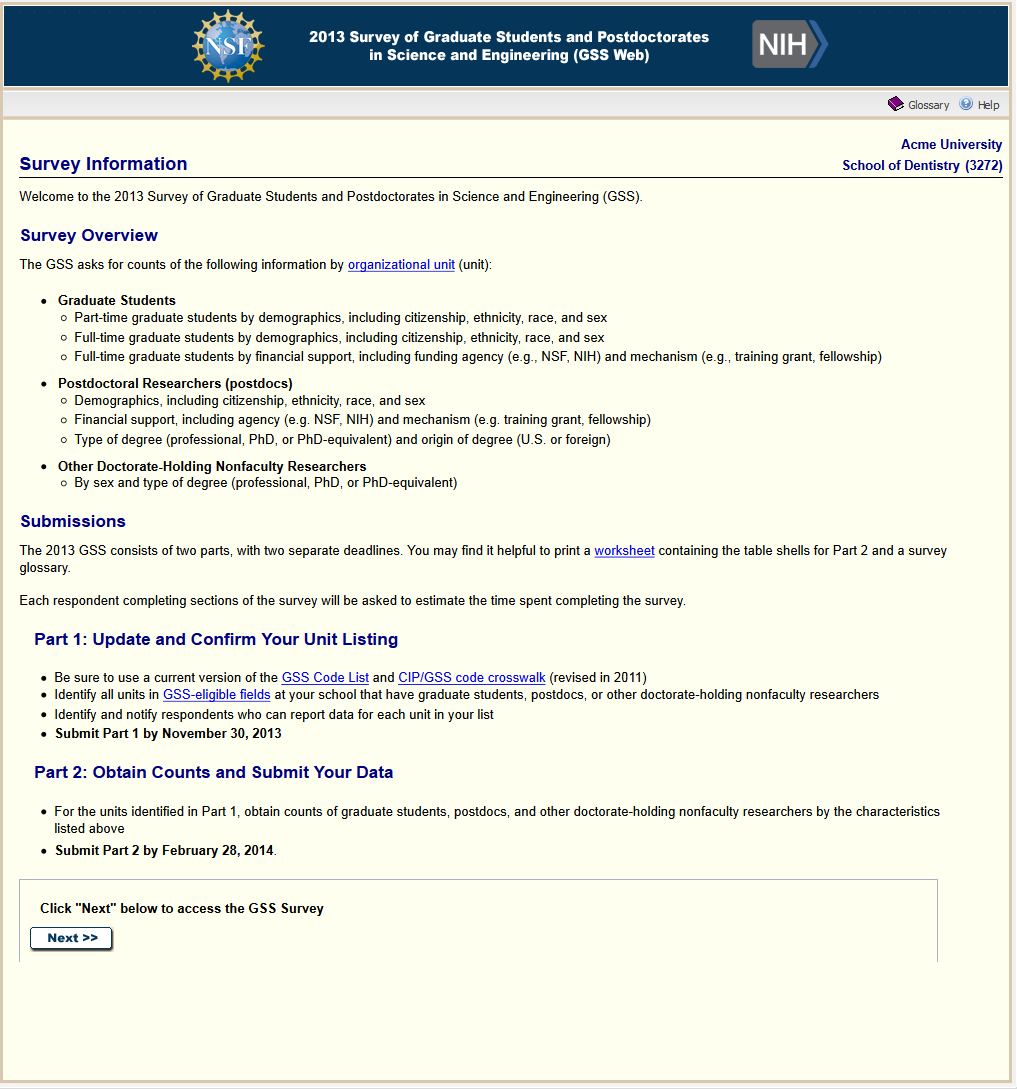 NSF
2013 Survey of Graduate Students and Postdoctorates
in Science and Engineering (GSS Web)
NIH
Glossary
Help
Acme University
Survey Information
School of Dentistry (3272)
Welcome to the 2013 Survey of Graduate Students and Postdoctorates in Science and Engineering (GSS).
Survey Overview
The GSS asks for counts of the following information by organizational unit (unit):
Graduate Students
Part-time graduate students by demographics, including citizenship, ethnicity, race, and sex
Full-time graduate students by demographics, including citizenship, ethnicity, race, and sex
Full-time graduate students by financial support, including funding agency (e.g., NSF, NIH) and mechanism (e.g., training grant, fellowship)
Postdoctoral Researchers (postdocs)
Demographics, including citizenship, ethnicity, race, and sex
Financial support, including agency (e.g. NSF, NIH) and mechanism (e.g. training grant, fellowship)
Type of degree (professional, PhD, or PhD-equivalent) and origin of degree (U.S. or foreign)
Other Doctorate-Holding Nonfaculty Researchers
By sex and type of degree (professional, PhD, or PhD-equivalent)
Submissions
The 2013 GSS consists of two parts, with two separate deadlines. You may find it helpful to print a worksheet containing the table shells for Part 2 and a survey
glossary.
Each respondent completing sections of the survey will be asked to estimate the time spent completing the survey.
Part 1: Update and Confirm Your Unit Listing
Be sure to use a current version of the GSS Code List and CIP/GSS code crosswalk (revised in 2011)
Identify all units in GSS-eligible fields at your school that have graduate students, postdocs, or other doctorate-holding nonfaculty researchers
Identify and notify respondents who can report data for each unit in your list
Submit Part 1 by November 30, 2013
Part 2: Obtain Counts and Submit Your Data
For the units identified in Part 1, obtain counts of graduate students, postdocs, and other doctorate-holding nonfaculty researchers by the characteristics
listed above
Submit Part 2 by February 28, 2014.
Click "Next" below to access the GSS Survey
Next >>